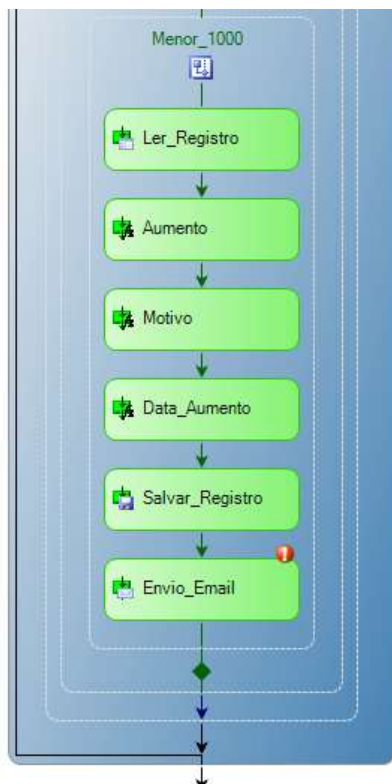 Menor_1000
Ler_Registro
Aumento
Motivo
Data_Aumento
Salvar_Registro
Envio_Email